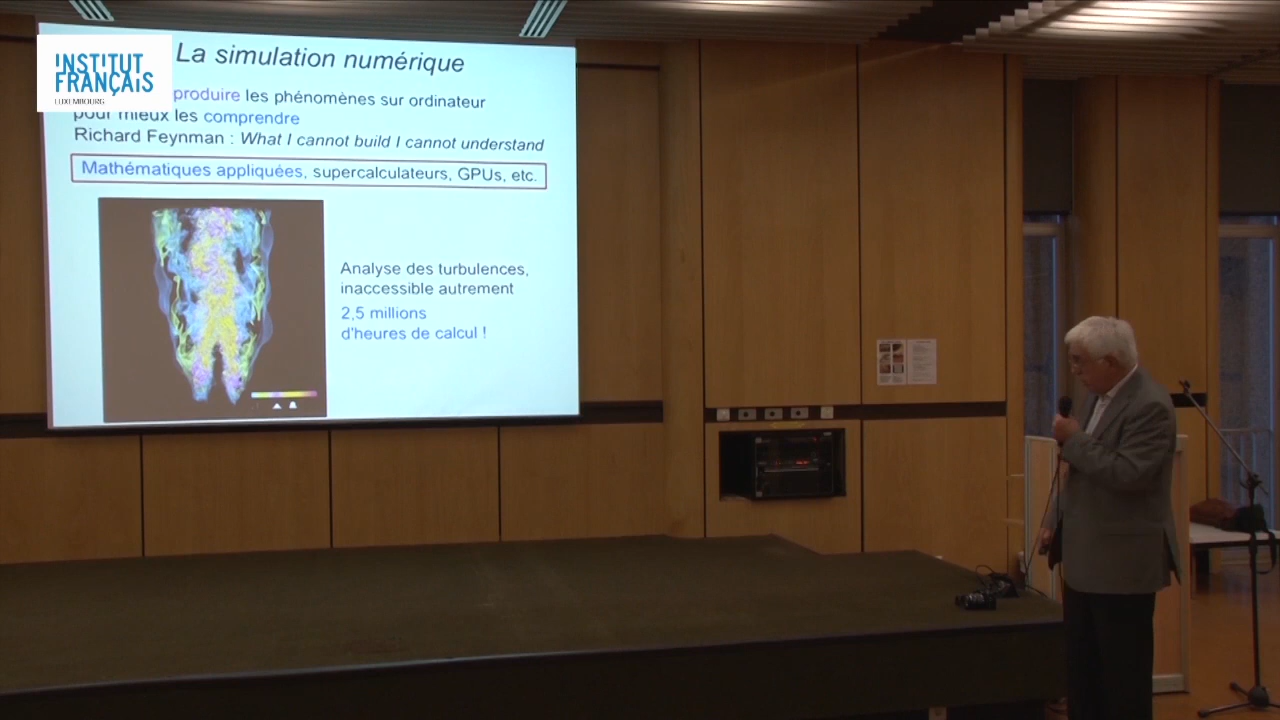 INSTITUT
FRANÇAIS
LUXEMBOURG
La simulation numérique
produire les phénomènes sur ordinateur
pour mieux les comprendre
Richard Feynman : What I cannot build I cannot understand
Mathématiques appliquées, supercalculateurs, GPUs, etc.
Analyse des turbulences,
inaccessible autrement
2,5 millions
d'heures de calcul !